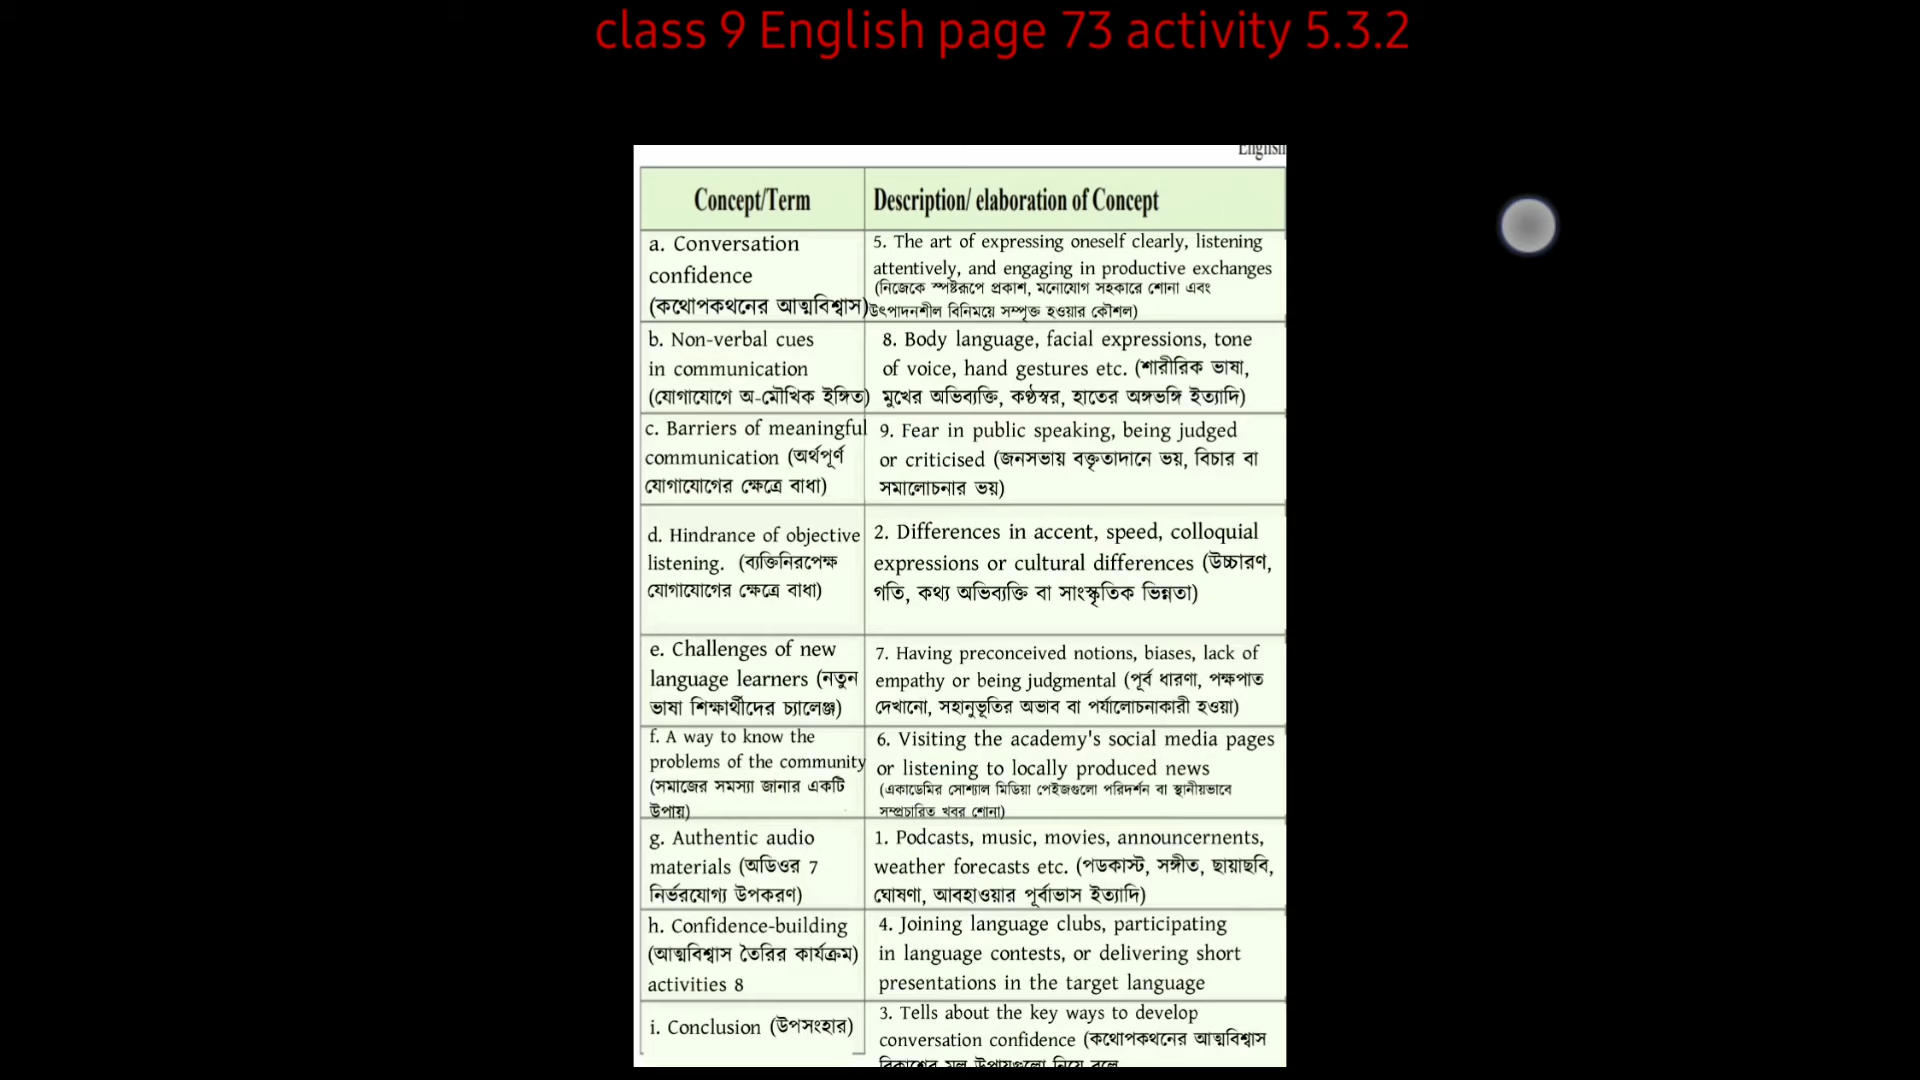 class 9 English page 73 activity 5.3.2
English
Concept/Term
Description/ elaboration of Concept
a. Conversation
confidence
(কথোপকথনের আত্মবিশ্বাস)
5. The art of expressing oneself clearly, listening
attentively, and engaging in productive exchanges
(নিজেকে স্পষ্টরূপে প্রকাশ, মনোযোগ সহকারে শোনা এবং
উৎপাদনশীল বিনিময়ে সম্পৃক্ত হওয়ার কৌশল)
b. Non-verbal cues
in communication
(যোগাযোগে অ-মৌখিক ইঙ্গিত)
8. Body language, facial expressions, tone
of voice, hand gestures etc. (শারীরিক ভাষা,
মুখের অভিব্যক্তি, কণ্ঠস্বর, হাতের অঙ্গভঙ্গি ইত্যাদি)
c. Barriers of meaningful
communication (অর্থপূর্ণ
যোগাযোগের ক্ষেত্রে বাধা)
9. Fear in public speaking, being judged
or criticised (জনসভায় বক্তৃতাদানে ভয়, বিচার বা
সমালোচনার ভয়)
d. Hindrance of objective
listening. (ব্যক্তিনিরপেক্ষ
যোগাযোগের ক্ষেত্রে বাধা)
2. Differences in accent, speed, colloquial
expressions or cultural differences (উচ্চারণ,
গতি, কথ্য অভিব্যক্তি বা সাংস্কৃতিক ভিন্নতা)
e. Challenges of new
language learners (নতুন
ভাষা শিক্ষার্থীদের চ্যালেঞ্জ)
7. Having preconceived notions, biases, lack of
empathy or being judgmental (পূর্ব ধারণা, পক্ষপাত
দেখানো, সহানুভূতির অভাব বা পর্যালোচনাকারী হওয়া)
f. A way to know the
problems of the community
(সমাজের সমস্যা জানার একটি
উপায়)
6. Visiting the academy's social media pages
or listening to locally produced news
(একাডেমির সোশ্যাল মিডিয়া পেইজগুলো পরিদর্শন বা স্থানীয়ভাবে
সম্প্রচারিত খবর শোনা)
g. Authentic audio
materials (অডিওর 7
নির্ভরযোগ্য উপকরণ)
1. Podcasts, music, movies, announcernents,
weather forecasts etc. (পডকাস্ট, সঙ্গীত, ছায়াছবি,
ঘোষণা, আবহাওয়ার পূর্বাভাস ইত্যাদি)
h. Confidence-building
(আত্মবিশ্বাস তৈরির কার্যক্রম)
activities 8
4. Joining language clubs, participating
in language contests, or delivering short
presentations in the target language
i. Conclusion (উপসংহার)
3. Tells about the key ways to develop
conversation confidence (কথোপকথনের আত্মবিশ্বাস
বিকাশের মূল উপায়গুলো নিয়ে বলে